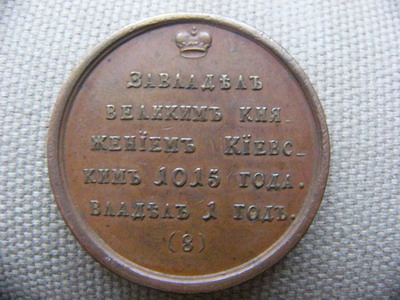 ЗАВЛАДѢЛЪ
ВЕЛИКИМЪ КНЯ-
ЖЕНІЕМЪ КІЕВС-
КИМЪ 1015 ГОДА.
ВЛАДѢЛЪ 1 ГОДЪ.
(8)